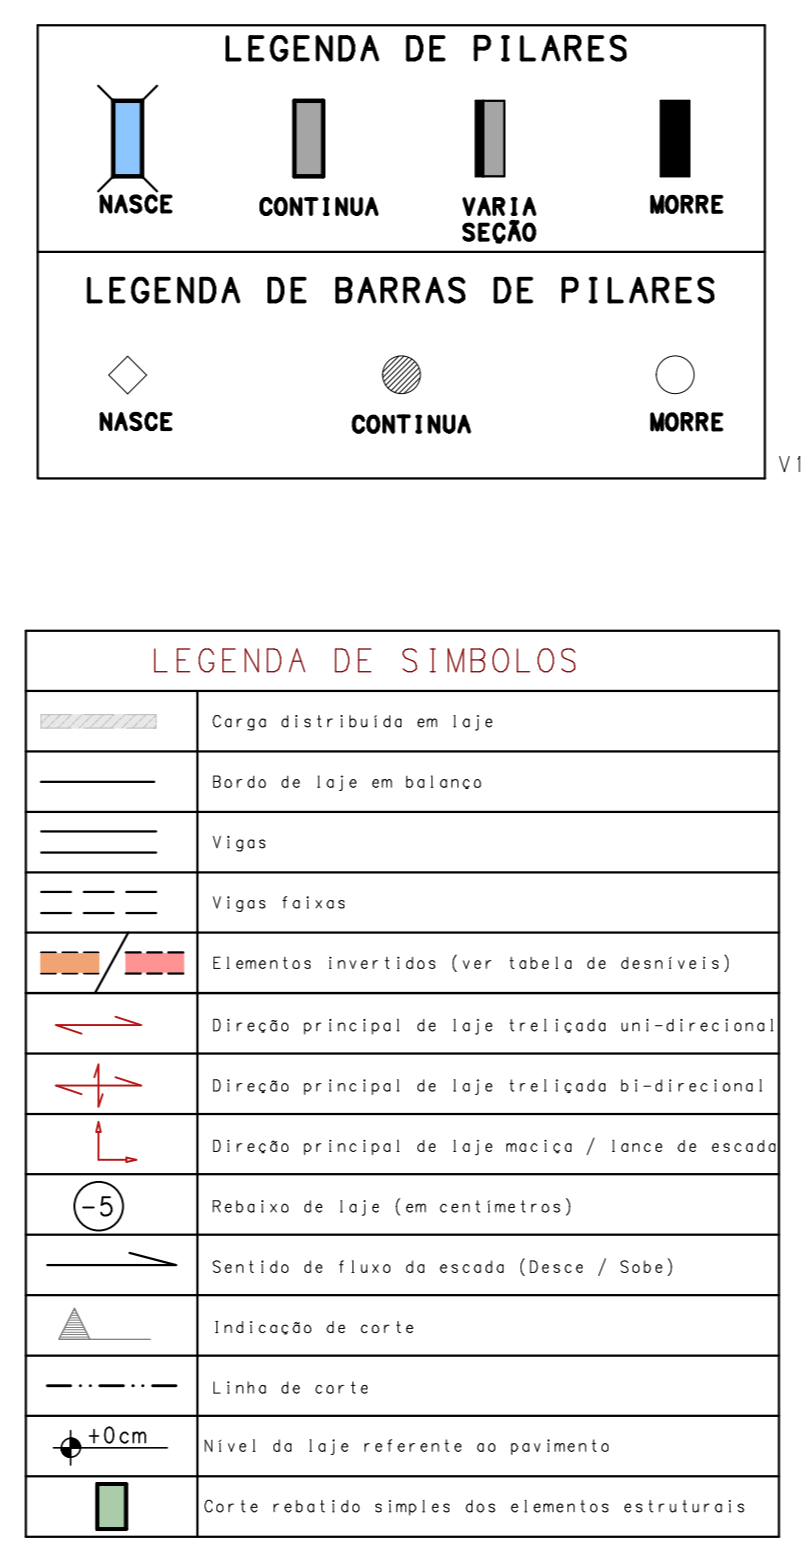 LEGENDA DE PILARES
NASCE
CONTINUA
VARIA
SEÇÃO
MORRE
LEGENDA DE BARRAS DE PILARES
NASCE
CONTINUA
MORRE
V1
LEGENDA DE SIMBOLOS
Carga distribuída em laje
Bordo de laje em balanço
Vigas
Vigas faixas
Elementos invertidos (ver tabela de desníveis)
Direção principal de laje treliçada uni-direcional
Direção principal de laje treliçada bi-direcional
Direção principal de laje maciça / lance de escada
-5
Rebaixo de laje (em centímetros)
Sentido de fluxo da escada (Desce / Sobe)
Indicação de corte
Linha de corte
+0cm
Nível da laje referente ao pavimento
Corte rebatido simples dos elementos estruturais